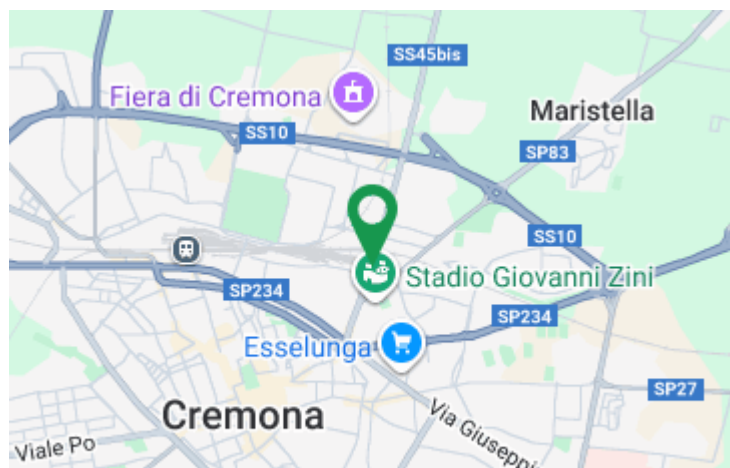 SS45bis
Fiera di Cremona
Maristella
SS10
SP83
SS10
Stadio Giovanni Zini
SP234
SP234
Esselunga
SP27
Cremona
Via Giuseppi
Viale Po